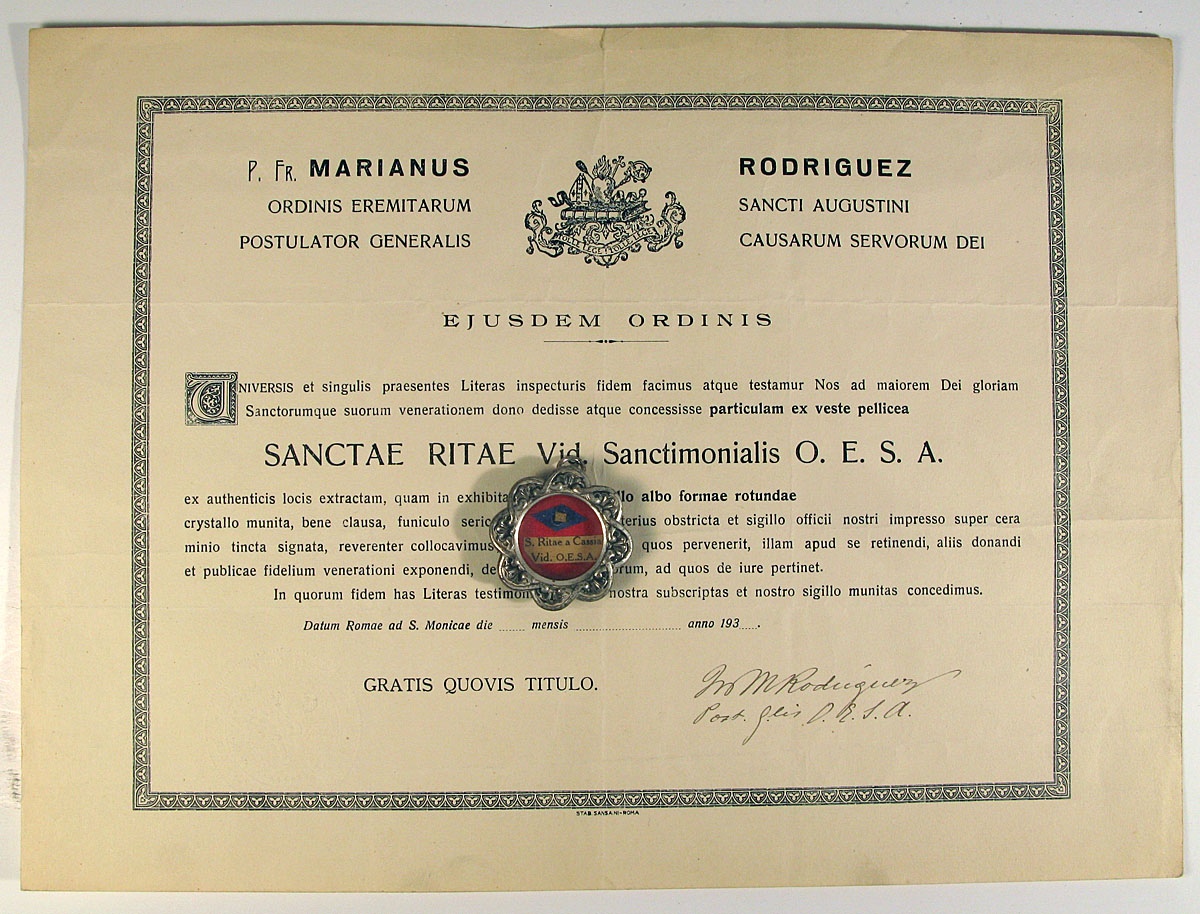 P. FR. MARIANUS RODRIGUEZ
ORDINIS EREMITARUM SANCTI AUGUSTINI
POSTULATOR GENERALIS CAUSARUM SERVORUM DEI
EJUSDEM ORDINIS
UNIVERSIS et singulis praesentes Literas inspecturis fidem facimus atque testamur Nos ad maiorem Dei gloriam
Sanctorumque suorum venerationem dono dedisse atque concessisse particulam ex veste pellicea
SANCTAE RITAE Vid. Sanctimonialis O. E. S. A.
ex authenticis locis extractam, quam in exhibita llo albo formae rotundae
crystallo munita, bene clausa, funiculo seric terius obstricta et sigillo officii nostri impresso super cera
minio tincta signata, reverenter collocavimus quos pervenerit, illam apud se retinendi, aliis donandi
et publicae fidelium venerationi exponendi, de orum, ad quos de iure pertinet.
In quorum fidem has Literas testimon nostra subscriptas et nostro sigillo munitas concedimus.
S. Ritae a Cassia
Vid. O.E.S.A.
Datum Romae ad S. Monicae die ...... mensis .......................... anno 193.....
GRATIS QUOVIS TITULO.
M Rodriguez
Post. glis O. E. S. A.
STAB. SANSAINI-ROMA